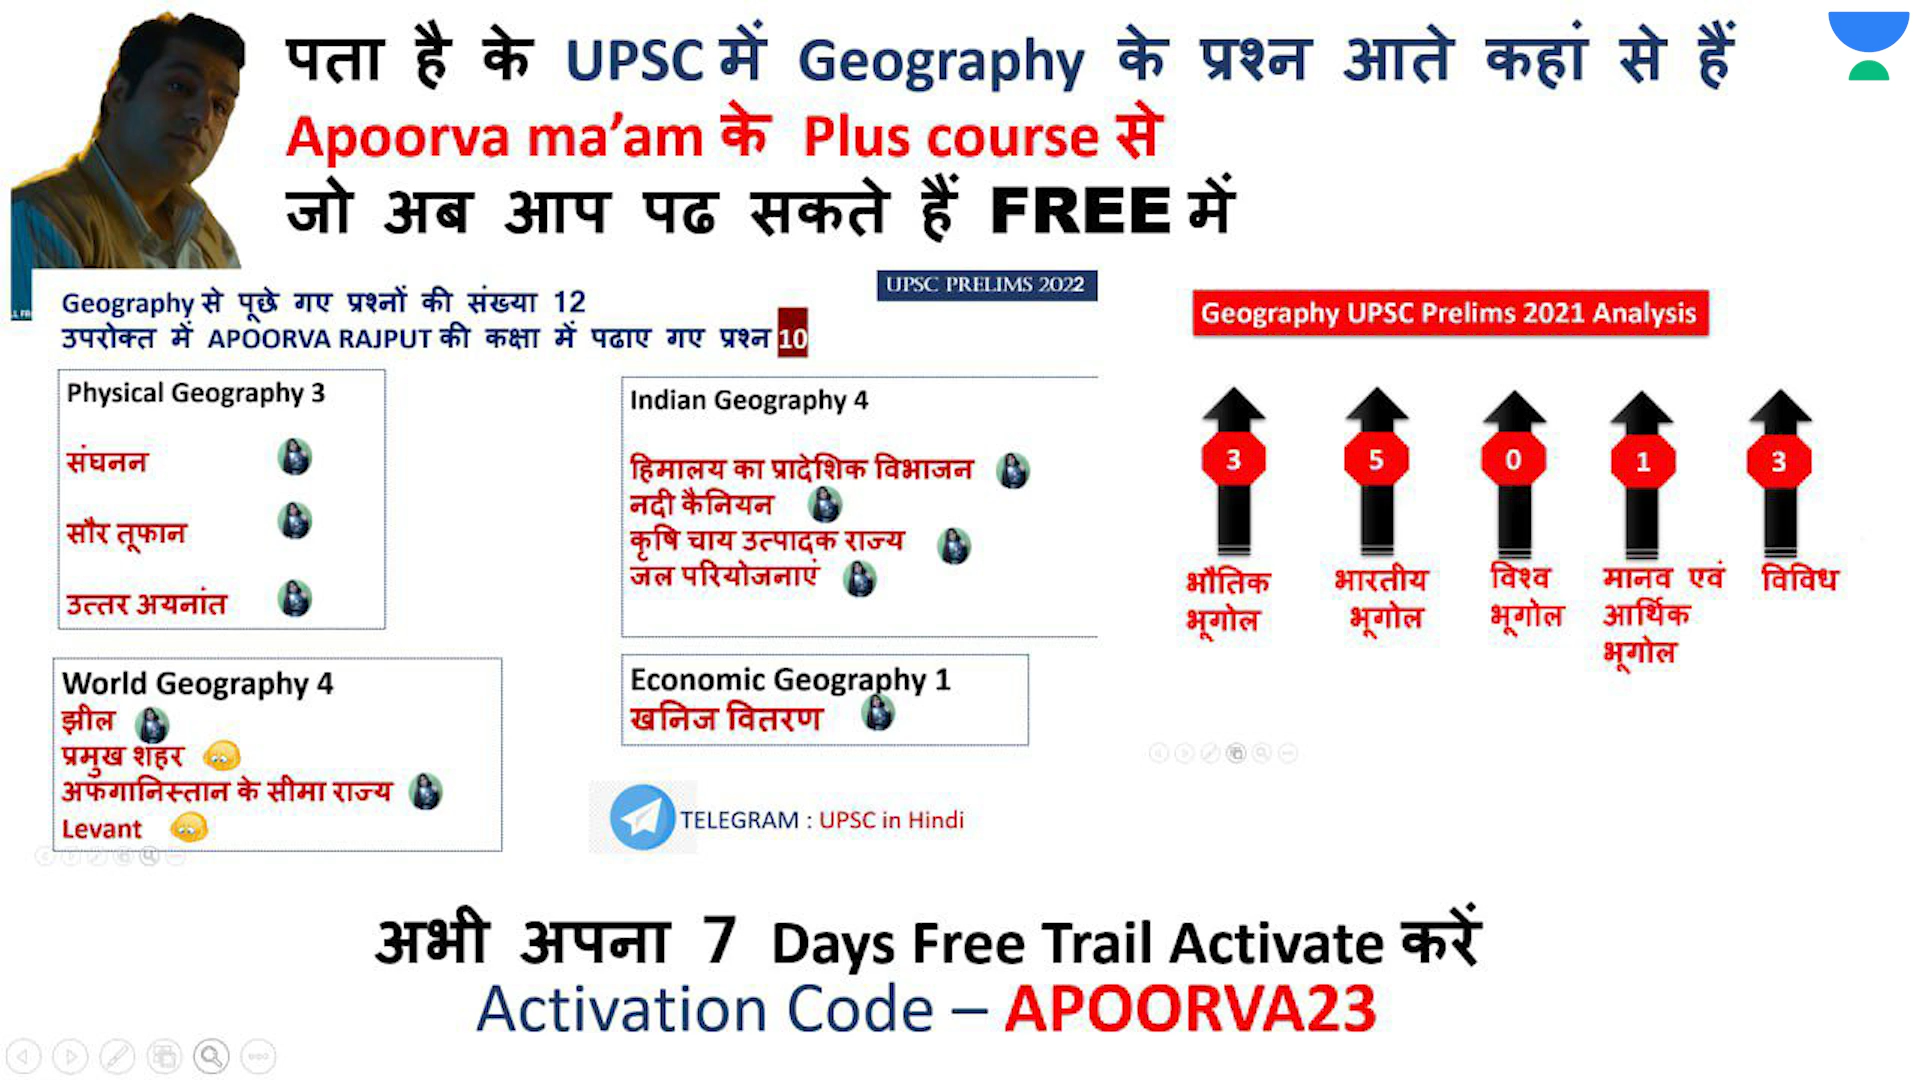 पता है के UPSC में Geography के प्रश्न आते कहां से हैं
Apoorva ma’am के Plus course से
जो अब आप पढ सकते हैं FREE में
UPSC PRELIMS 2022
Geography से पूछे गए प्रश्नों की संख्या 12
उपरोक्त में APOORVA RAJPUT की कक्षा में पढाए गए प्रश्न 10
Physical Geography 3
संघनन
सौर तूफान
उत्तर अयनांत
Indian Geography 4
हिमालय का प्रादेशिक विभाजन
नदी कैनियन
कृषि चाय उत्पादक राज्य
जल परियोजनाएं
World Geography 4
झील
प्रमुख शहर
अफगानिस्तान के सीमा राज्य
Levant
Economic Geography 1
खनिज वितरण
TELEGRAM : UPSC in Hindi
Geography UPSC Prelims 2021 Analysis
3 5 0 1 3
भौतिक भूगोल
भारतीय भूगोल
विश्व भूगोल
मानव एवं आर्थिक भूगोल
विविध
अभी अपना 7 Days Free Trail Activate करें
Activation Code – APOORVA23